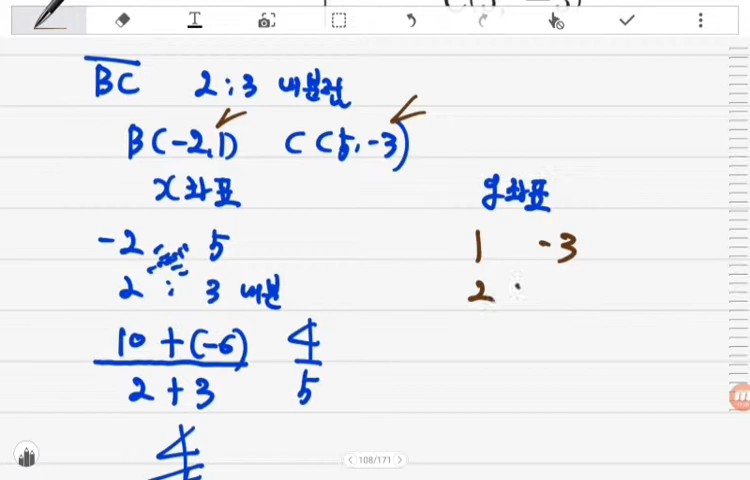 BC 2 : 3 내분점
B(-2, 1) C(5, -3)
x좌표 y좌표
-2 5 1 -3
2 : 3 내분 2
10 + (-6) 4
2 + 3 5
4
108/171